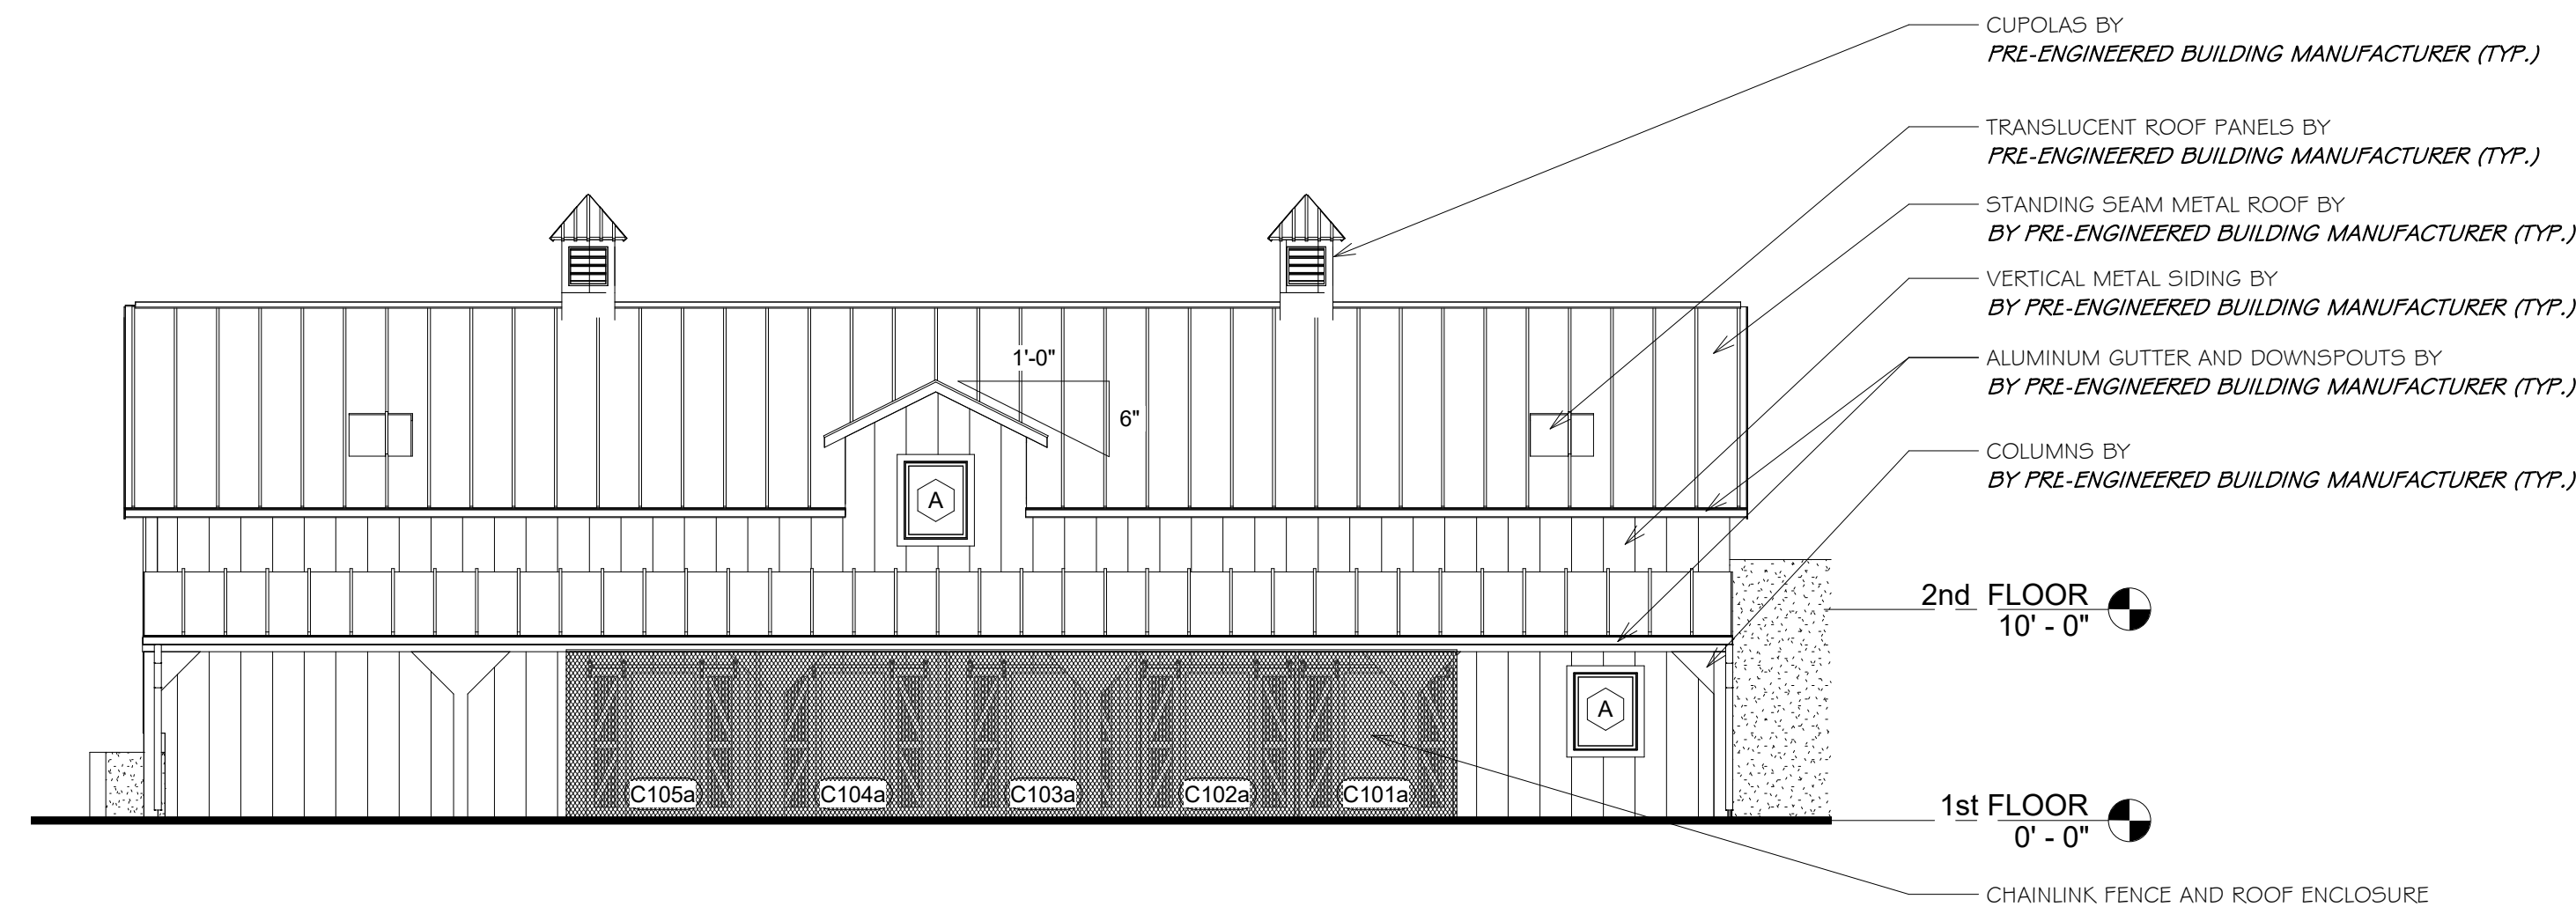 CUPOLAS BY
PRE-ENGINEERED BUILDING MANUFACTURER (TYP.)
TRANSLUCENT ROOF PANELS BY
PRE-ENGINEERED BUILDING MANUFACTURER (TYP.)
STANDING SEAM METAL ROOF BY
BY PRE-ENGINEERED BUILDING MANUFACTURER (TYP.)
VERTICAL METAL SIDING BY
BY PRE-ENGINEERED BUILDING MANUFACTURER (TYP.)
ALUMINUM GUTTER AND DOWNSPOUTS BY
BY PRE-ENGINEERED BUILDING MANUFACTURER (TYP.)
COLUMNS BY
BY PRE-ENGINEERED BUILDING MANUFACTURER (TYP.)
1'-0"
6"
A
2nd FLOOR
10' - 0"
A
C105a
C104a
C103a
C102a
C101a
1st FLOOR
0' - 0"
CHAINLINK FENCE AND ROOF ENCLOSURE